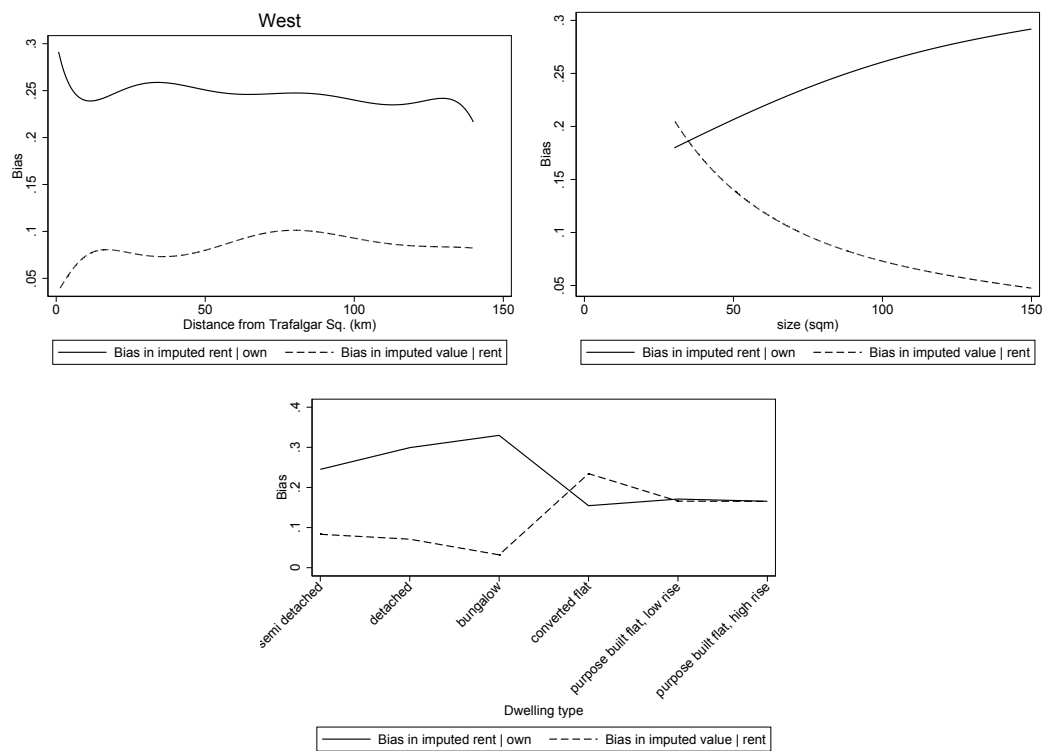 West
.3
.25
.2
.15
.1
.05
Bias
0 50 100 150
Distance from Trafalgar Sq. (km)
Bias in imputed rent | own Bias in imputed value | rent
.3
.25
.2
.15
.1
.05
Bias
0 50 100 150
size (sqm)
Bias in imputed rent | own Bias in imputed value | rent
.4
.3
.2
.1
0
Bias
semi detached
detached
bungalow
converted flat
purpose built flat, low rise
purpose built flat, high rise
Dwelling type
Bias in imputed rent | own Bias in imputed value | rent